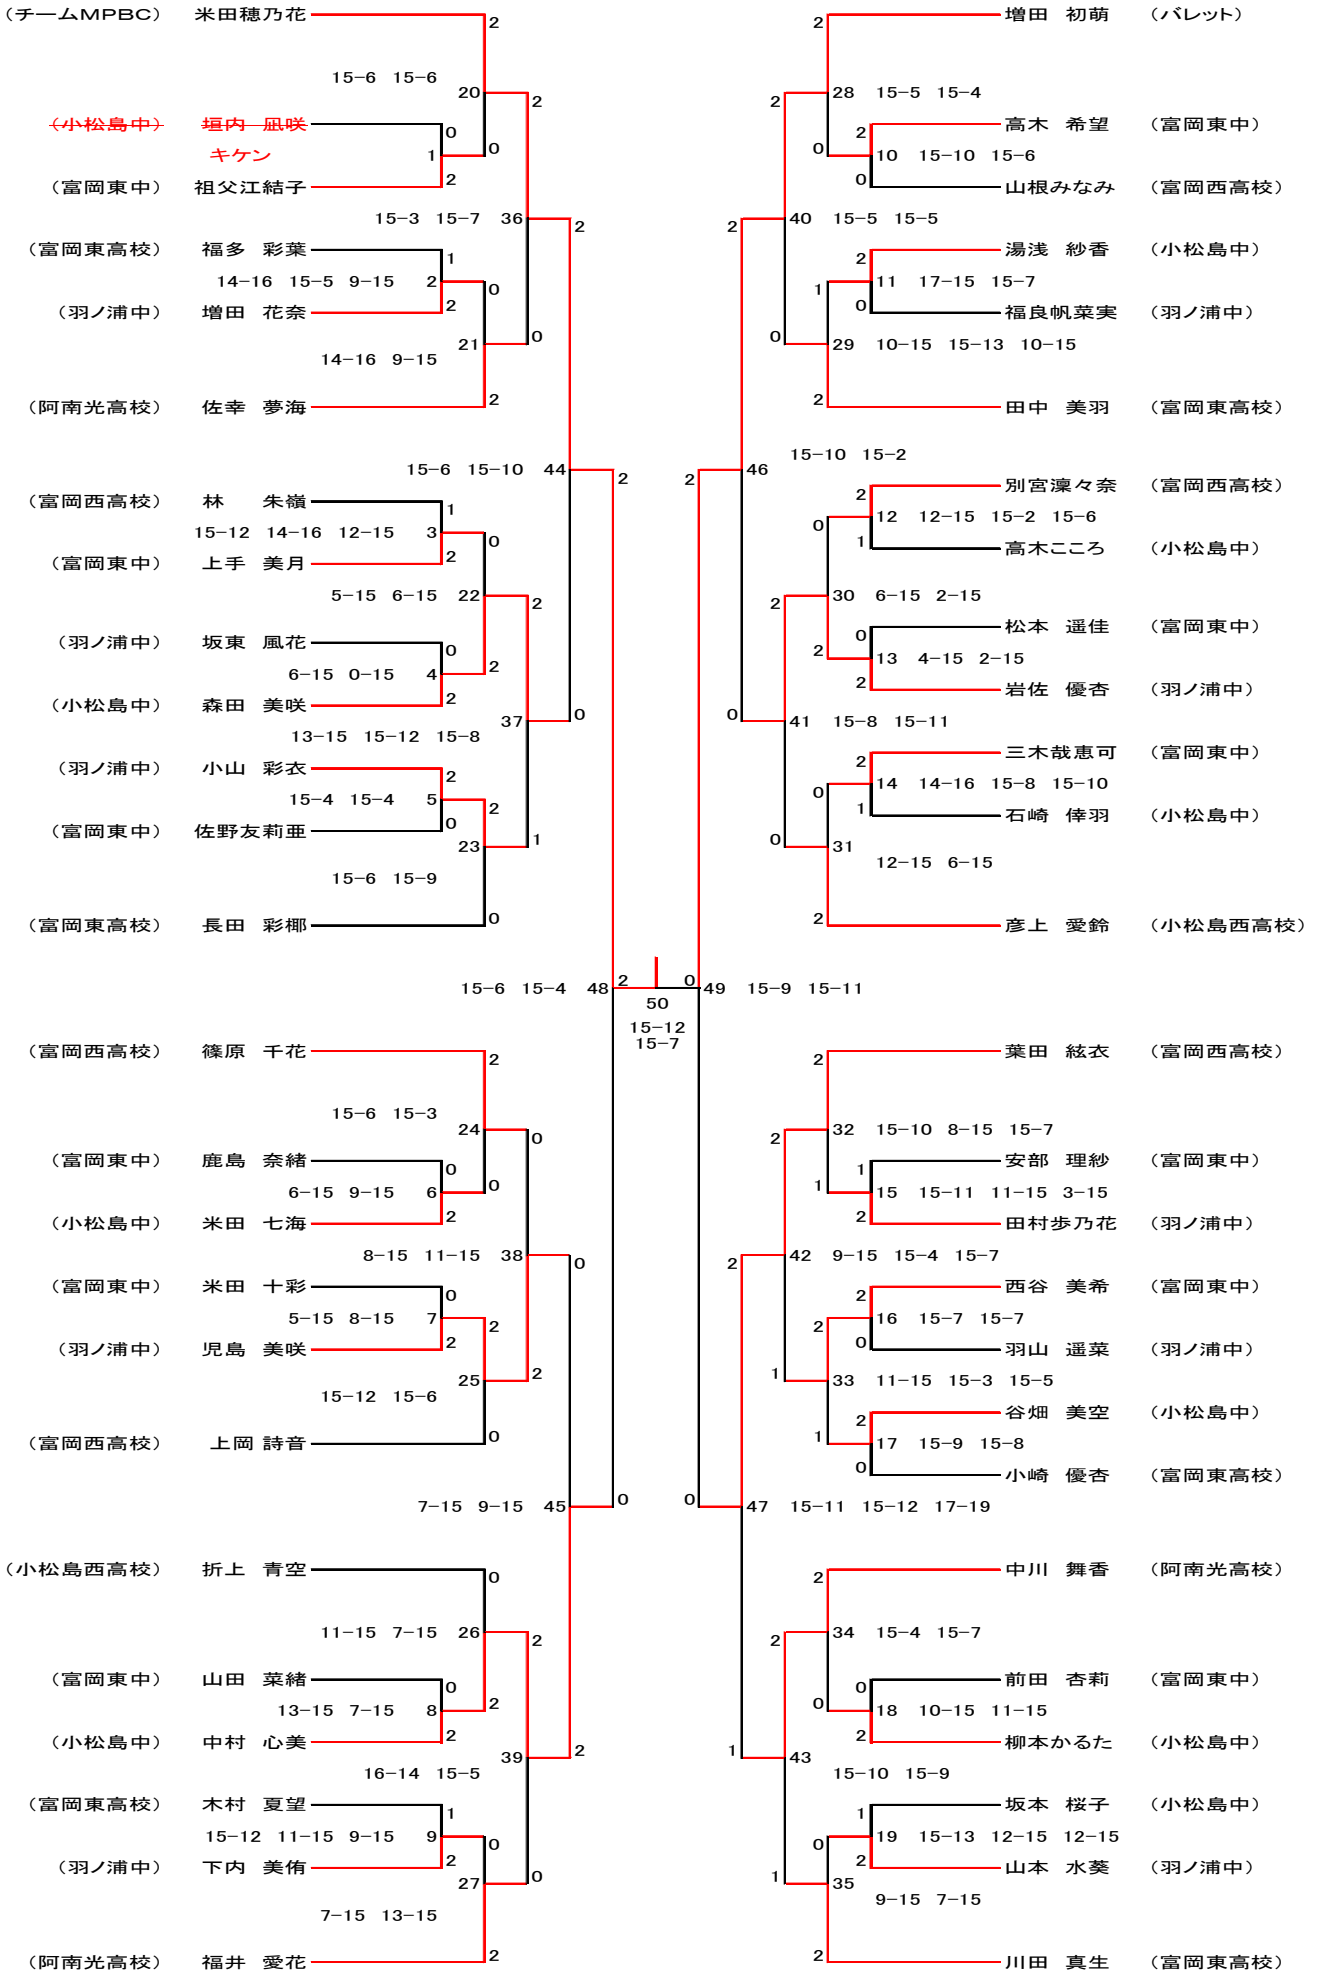 （チームMPBC） 米田穂乃花 2 2 増田 初萌 （バレット）
15-6 15-6 20 2 2 28 15-5 15-4
（小松島中） 垣内 凪咲 0 2 高木 希望 （富岡東中）
キケン 1 0 0 10 15-10 15-6
（富岡東中） 祖父江結子 2 0 山根みなみ （富岡西高校）
15-3 15-7 36 2 2 40 15-5 15-5
（富岡東高校） 福多 彩葉 1 2 湯浅 紗香 （小松島中）
14-16 15-5 9-15 2 0 1 11 17-15 15-7
（羽ノ浦中） 増田 花奈 2 0 福良帆菜実 （羽ノ浦中）
14-16 9-15 21 0 0 29 10-15 15-13 10-15
（阿南光高校） 佐幸 夢海 2 2 田中 美羽 （富岡東高校）
15-6 15-10 44 2 2 46 15-10 15-2
（富岡西高校） 林 朱嶺 1 2 別宮凜々奈 （富岡西高校）
15-12 14-16 12-15 3 0 0 12 12-15 15-2 15-6
（富岡東中） 上手 美月 2 1 高木こころ （小松島中）
5-15 6-15 22 2 2 30 6-15 2-15
（羽ノ浦中） 坂東 風花 0 0 松本 遥佳 （富岡東中）
6-15 0-15 4 2 2 13 4-15 2-15
（小松島中） 森田 美咲 2 2 岩佐 優杏 （羽ノ浦中）
13-15 15-12 15-8 37 0 0 41 15-8 15-11
（羽ノ浦中） 小山 彩衣 2 2 三木哉恵可 （富岡東中）
15-4 15-4 5 2 0 14 14-16 15-8 15-10
（富岡東中） 佐野友莉亜 0 1 石崎 倖羽 （小松島中）
15-6 15-9 23 1 0 31 12-15 6-15
（富岡東高校） 長田 彩椰 0 2 彦上 愛鈴 （小松島西高校）
15-6 15-4 48 2 0 49 15-9 15-11
50
15-12
15-7
（富岡西高校） 篠原 千花 2 2 葉田 絃衣 （富岡西高校）
15-6 15-3 24 0 2 32 15-10 8-15 15-7
（富岡東中） 鹿島 奈緒 0 1 安部 理紗 （富岡東中）
6-15 9-15 6 0 1 15 15-11 11-15 3-15
（小松島中） 米田 七海 2 2 田村歩乃花 （羽ノ浦中）
8-15 11-15 38 0 2 42 9-15 15-4 15-7
（富岡東中） 米田 十彩 0 2 西谷 美希 （富岡東中）
5-15 8-15 7 2 2 16 15-7 15-7
（羽ノ浦中） 児島 美咲 2 0 羽山 遥菜 （羽ノ浦中）
15-12 15-6 25 2 1 33 11-15 15-3 15-5
2 谷畑 美空 （小松島中）
（富岡西高校） 上岡 詩音 0 1 17 15-9 15-8
0 小崎 優杏 （富岡東高校）
7-15 9-15 45 0 0 47 15-11 15-12 17-19
（小松島西高校） 折上 青空 0 2 中川 舞香 （阿南光高校）
11-15 7-15 26 2 2 34 15-4 15-7
（富岡東中） 山田 菜緒 0 0 前田 杏莉 （富岡東中）
13-15 7-15 8 2 0 18 10-15 11-15
（小松島中） 中村 心美 2 2 柳本かるた （小松島中）
16-14 15-5 39 2 1 43 15-10 15-9
（富岡東高校） 木村 夏望 1 1 坂本 桜子 （小松島中）
15-12 11-15 9-15 9 0 0 19 15-13 12-15 12-15
（羽ノ浦中） 下内 美侑 2 2 山本 水葵 （羽ノ浦中）
7-15 13-15 27 0 1 35 9-15 7-15
（阿南光高校） 福井 愛花 2 2 川田 真生 （富岡東高校）